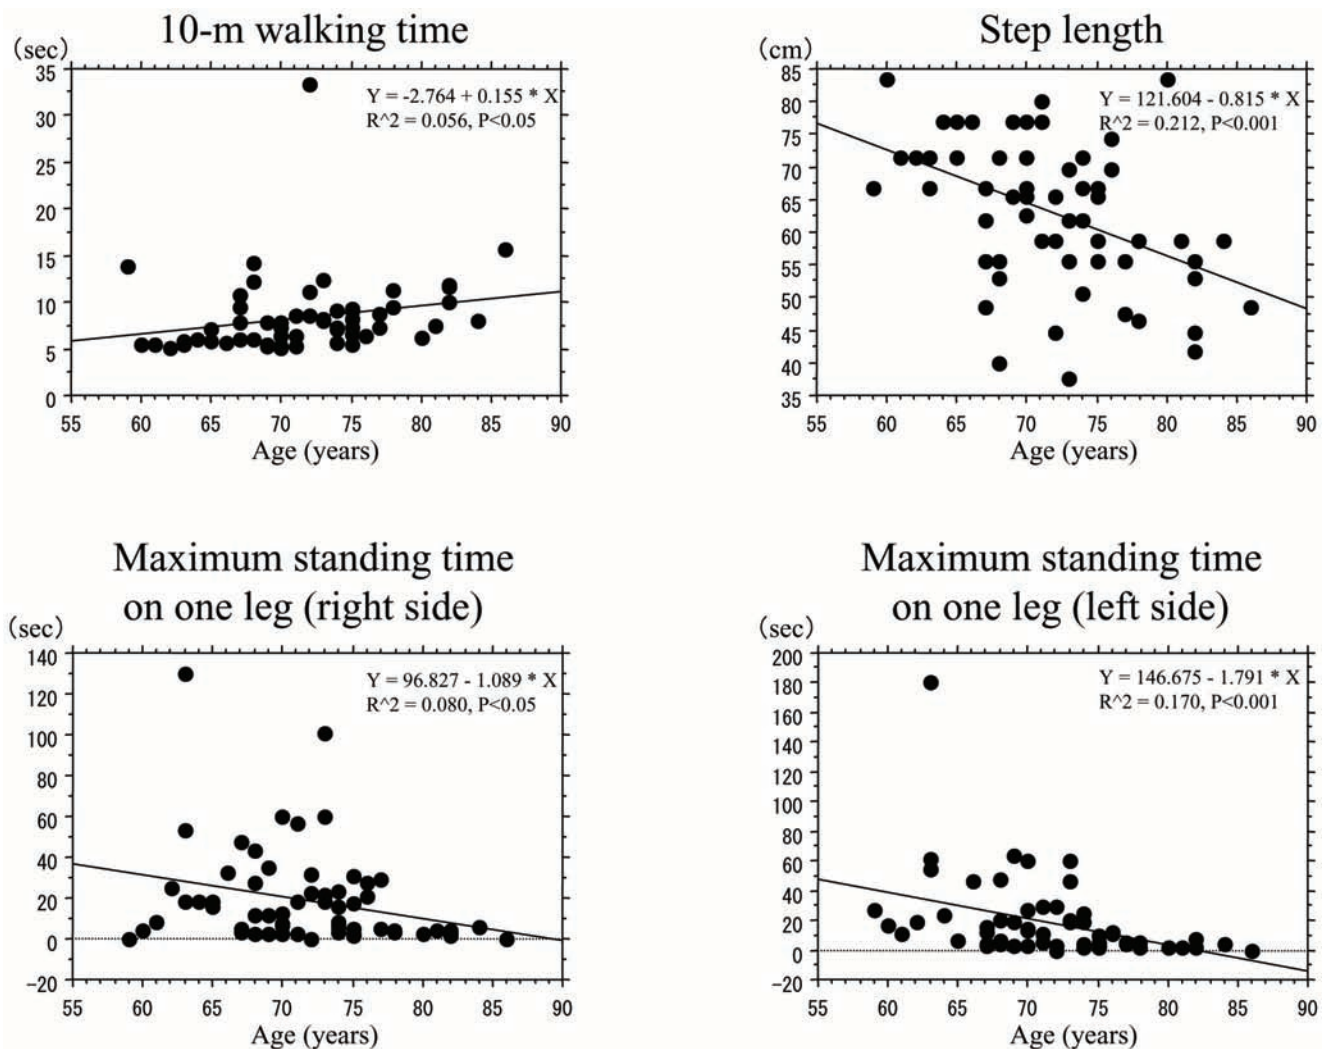 10-m walking time
(sec)
35
30
25
20
15
10
5
0
Y = -2.764 + 0.155 * X
R^2 = 0.056, P<0.05
55 60 65 70 75 80 85 90
Age (years)
Step length
(cm)
85
80
75
70
65
60
55
50
45
40
35
Y = 121.604 - 0.815 * X
R^2 = 0.212, P<0.001
55 60 65 70 75 80 85 90
Age (years)
Maximum standing time
on one leg (right side)
(sec)
140
120
100
80
60
40
20
0
-20
Y = 96.827 - 1.089 * X
R^2 = 0.080, P<0.05
55 60 65 70 75 80 85 90
Age (years)
Maximum standing time
on one leg (left side)
(sec)
200
180
160
140
120
100
80
60
40
20
0
-20
Y = 146.675 - 1.791 * X
R^2 = 0.170, P<0.001
55 60 65 70 75 80 85 90
Age (years)